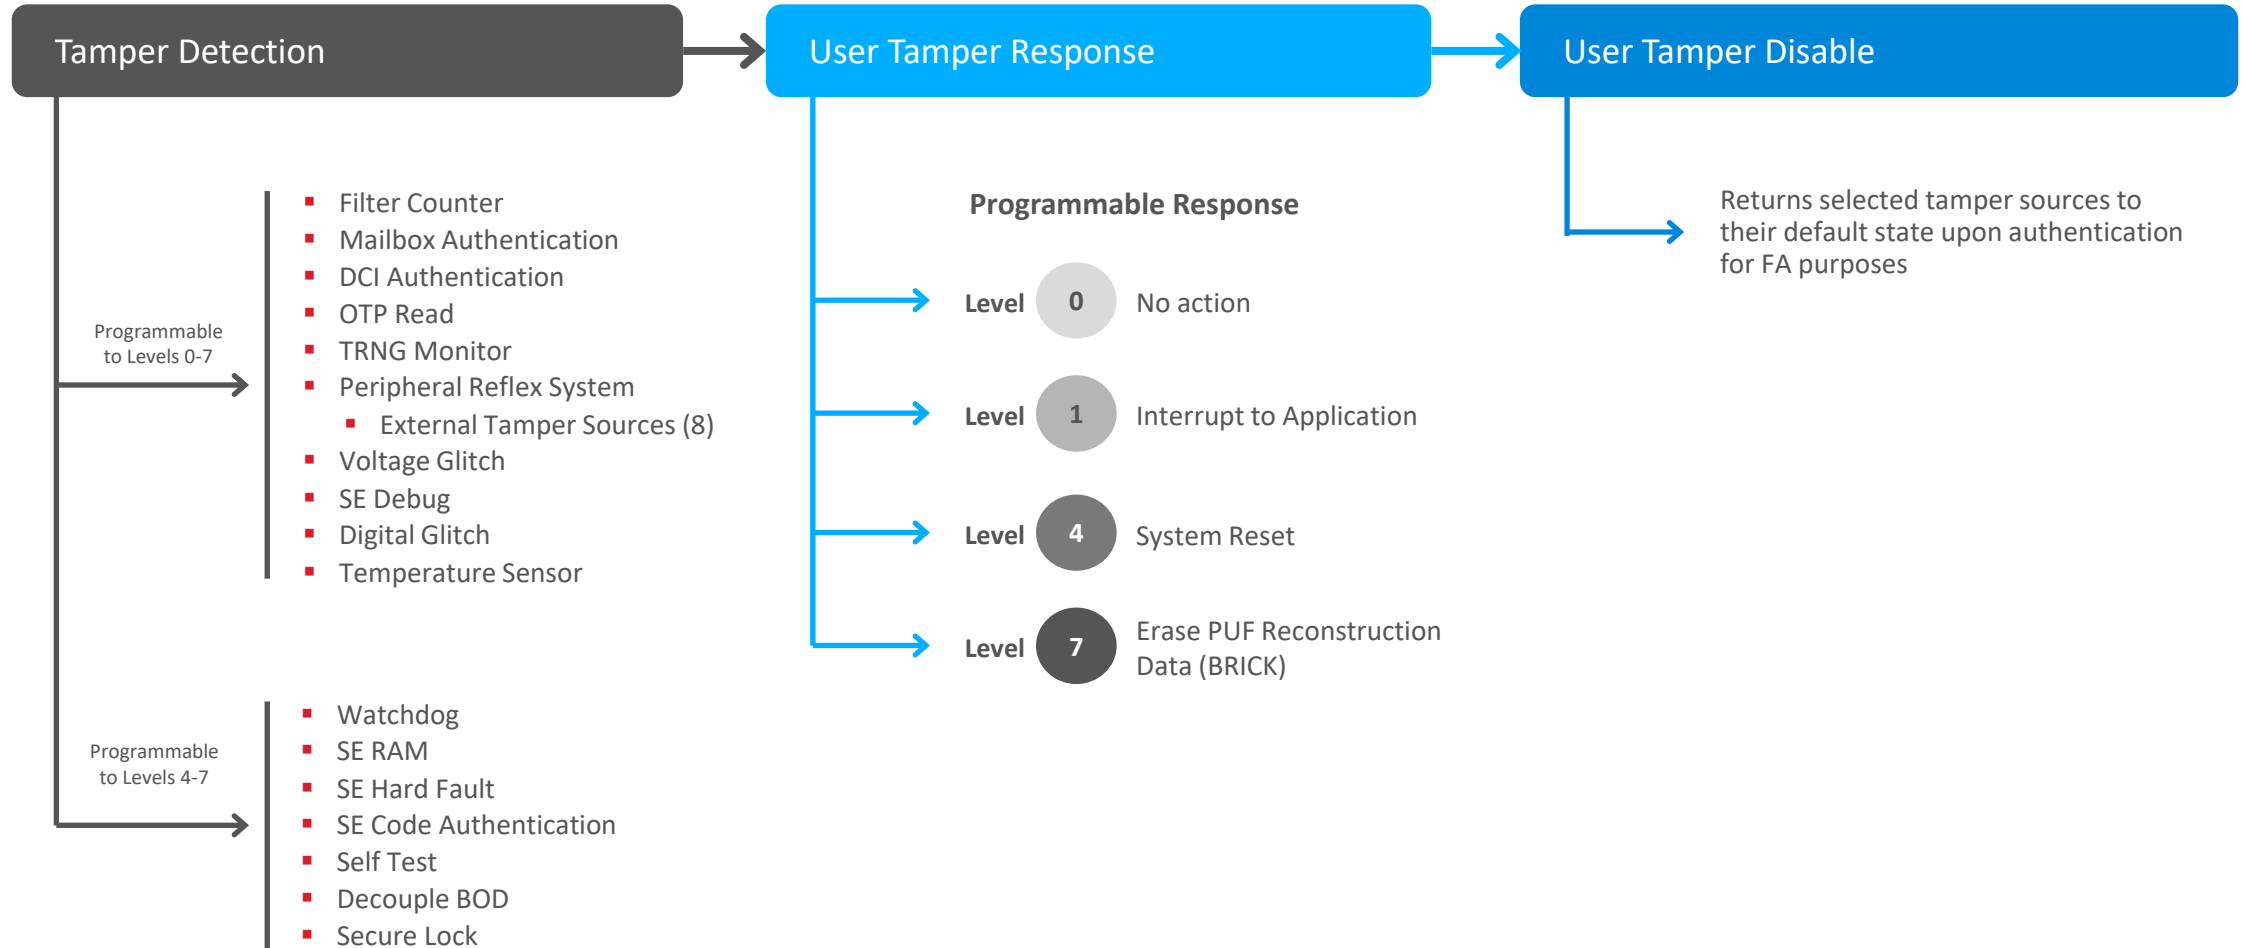 Tamper Detection
User Tamper Response
User Tamper Disable
Programmable
to Levels 0-7
Filter Counter
Mailbox Authentication
DCI Authentication
OTP Read
TRNG Monitor
Peripheral Reflex System
External Tamper Sources (8)
Voltage Glitch
SE Debug
Digital Glitch
Temperature Sensor
Programmable
to Levels 4-7
Watchdog
SE RAM
SE Hard Fault
SE Code Authentication
Self Test
Decouple BOD
Secure Lock
Programmable Response
Level 0 No action
Level 1 Interrupt to Application
Level 4 System Reset
Level 7 Erase PUF Reconstruction
Data (BRICK)
Returns selected tamper sources to
their default state upon authentication
for FA purposes